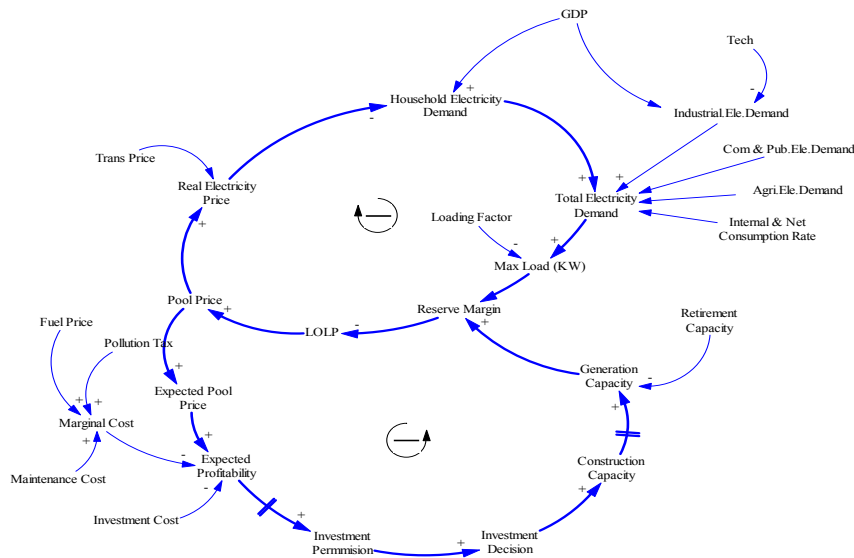 GDP
Tech
Household Electricity
Demand
Industrial.Ele.Demand
Com & Pub.Ele.Demand
Trans Price
Real Electricity
Price
Agri.Ele.Demand
Total Electricity
Demand
Loading Factor
Internal & Net
Consumption Rate
Max Load (KW)
Pool Price
Reserve Margin
LOLP
Fuel Price
Pollution Tax
Retirement
Capacity
Generation
Capacity
Expected Pool
Price
Marginal Cost
Expected
Profitability
Construction
Capacity
Maintenance Cost
Investment Cost
Investment
Permmision
Investment
Decision